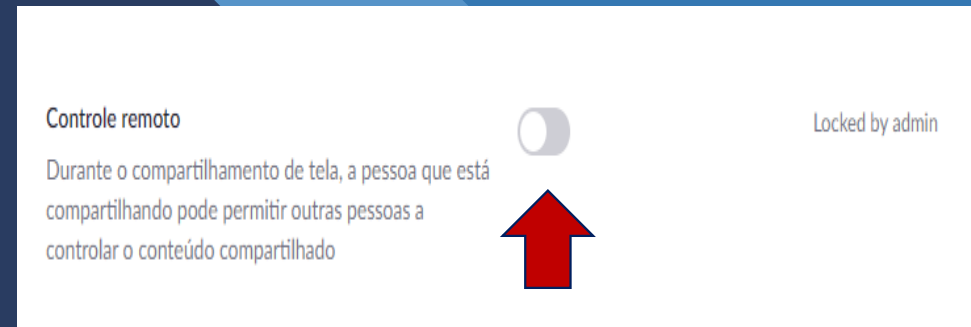 Controle remoto
Locked by admin
Durante o compartilhamento de tela, a pessoa que está
compartilhando pode permitir outras pessoas a
controlar o conteúdo compartilhado